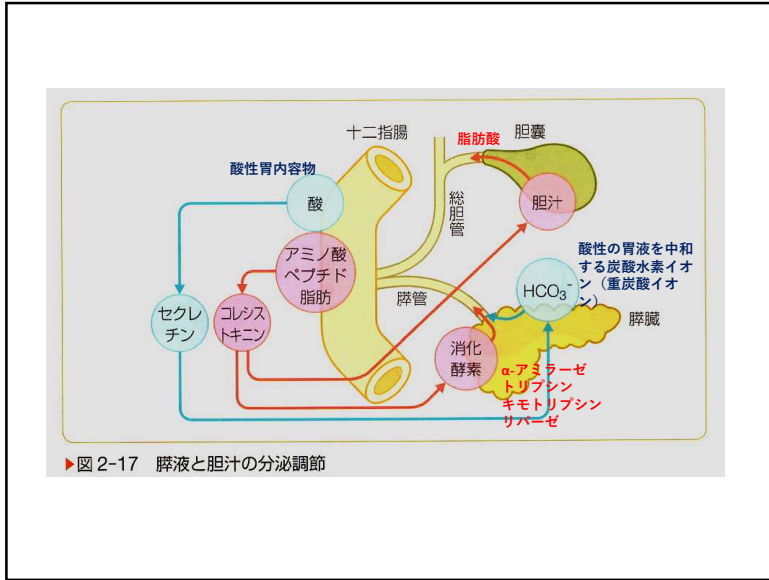 十二指腸
脂肪酸
胆嚢
酸性胃内容物
酸
総胆管
胆汁
アミノ酸
ペプチド
脂肪
酸性の胃液を中和
する炭酸水素イオ
ン（重炭酸イオ
ン）
HCO₃⁻
セクレ
チン
コレシス
トキニン
膵管
膵臓
消化
酵素
α-アミラーゼ
トリプシン
キモトリプシン
リパーゼ
▶図2-17 膵液と胆汁の分泌調節